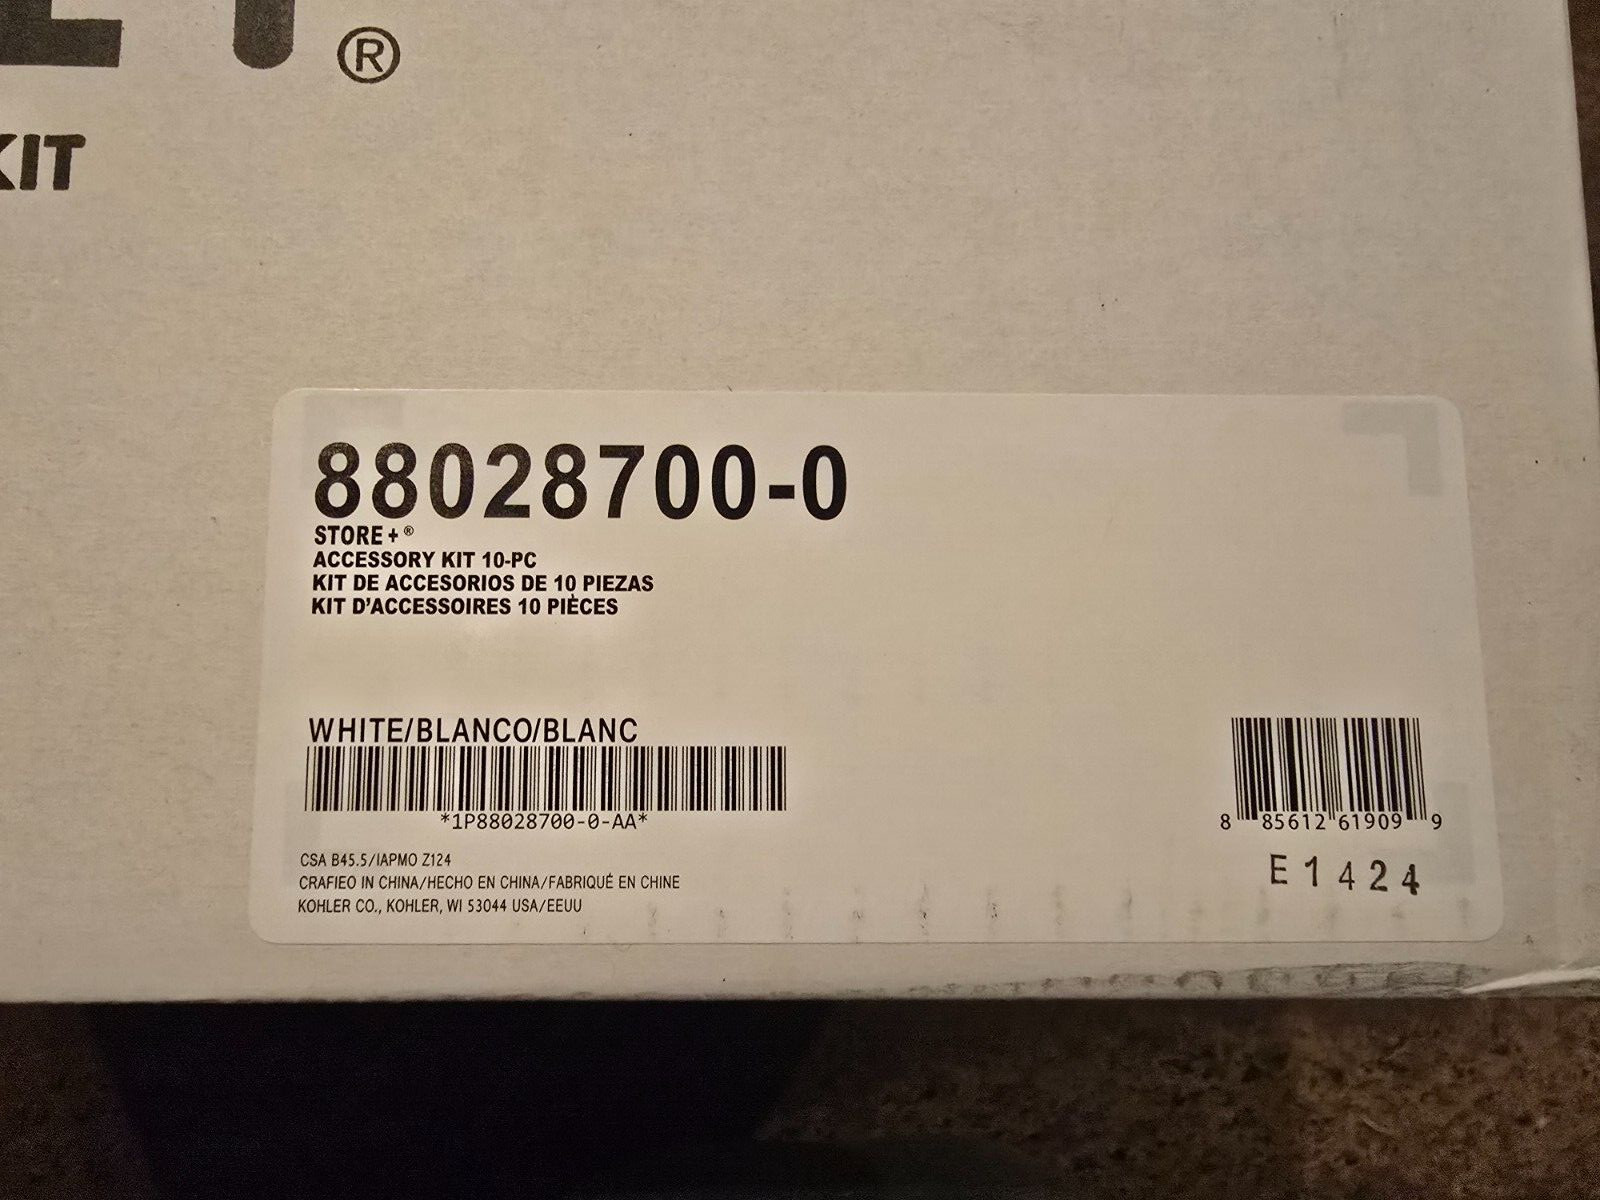 ®
KIT
88028700-0
STORE+®
ACCESSORY KIT 10-PC
KIT DE ACCESORIOS DE 10 PIEZAS
KIT D'ACCESSOIRES 10 PIÈCES
WHITE/BLANCO/BLANC
*1P88028700-0-AA*
8 85612 61909 9
E1424
CSA B45.5/IAPMO Z124
CRAFIEO IN CHINA/HECHO EN CHINA/FABRIQUÉ EN CHINE
KOHLER CO., KOHLER, WI 53044 USA/EEUU